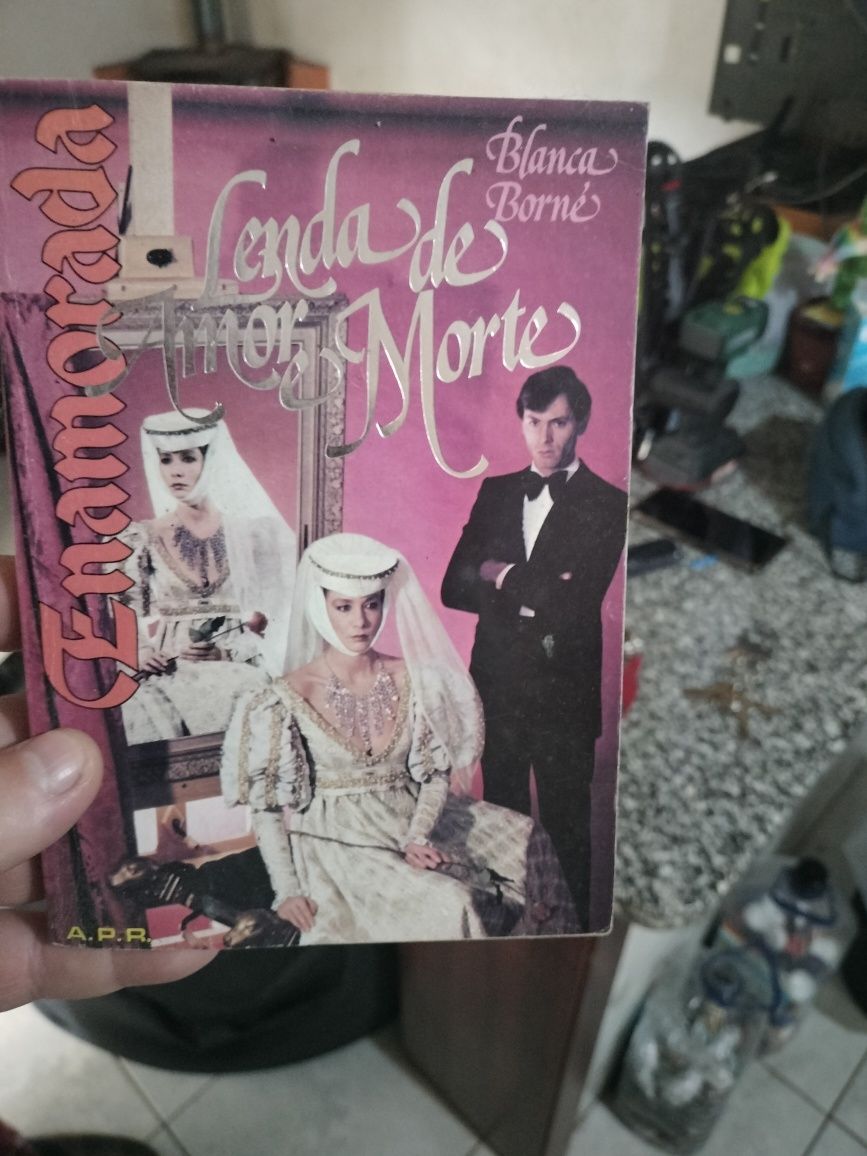 Enamorada
Blanca
Borné
Lenda de
Amor e Morte
A.P.R.